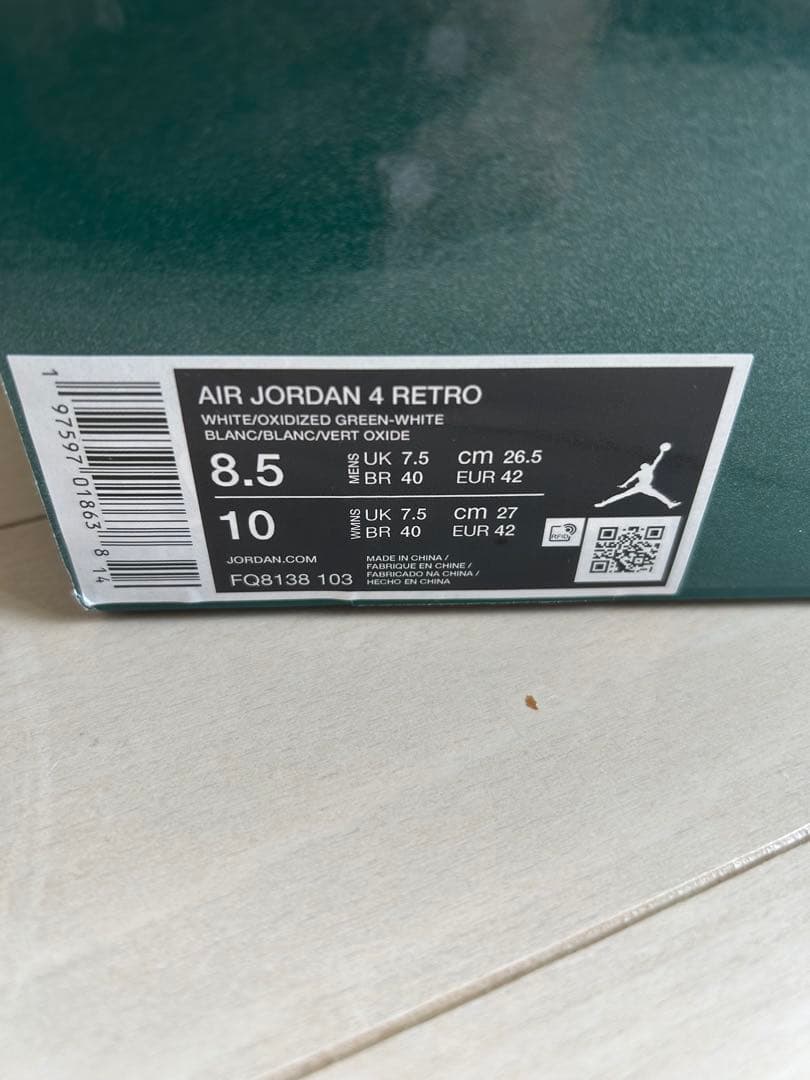 AIR JORDAN 4 RETRO
WHITE/OXIDIZED GREEN-WHITE
BLANC/BLANC/VERT OXIDE
8.5 MENS UK 7.5 cm 26.5
BR 40 EUR 42
10 WMNS UK 7.5 cm 27
BR 40 EUR 42
JORDAN.COM
FQ8138 103
MADE IN CHINA /
FABRIQUE EN CHINE /
FABRICADO NA CHINA /
HECHO EN CHINA
RFID
1 97597 01863 8 14